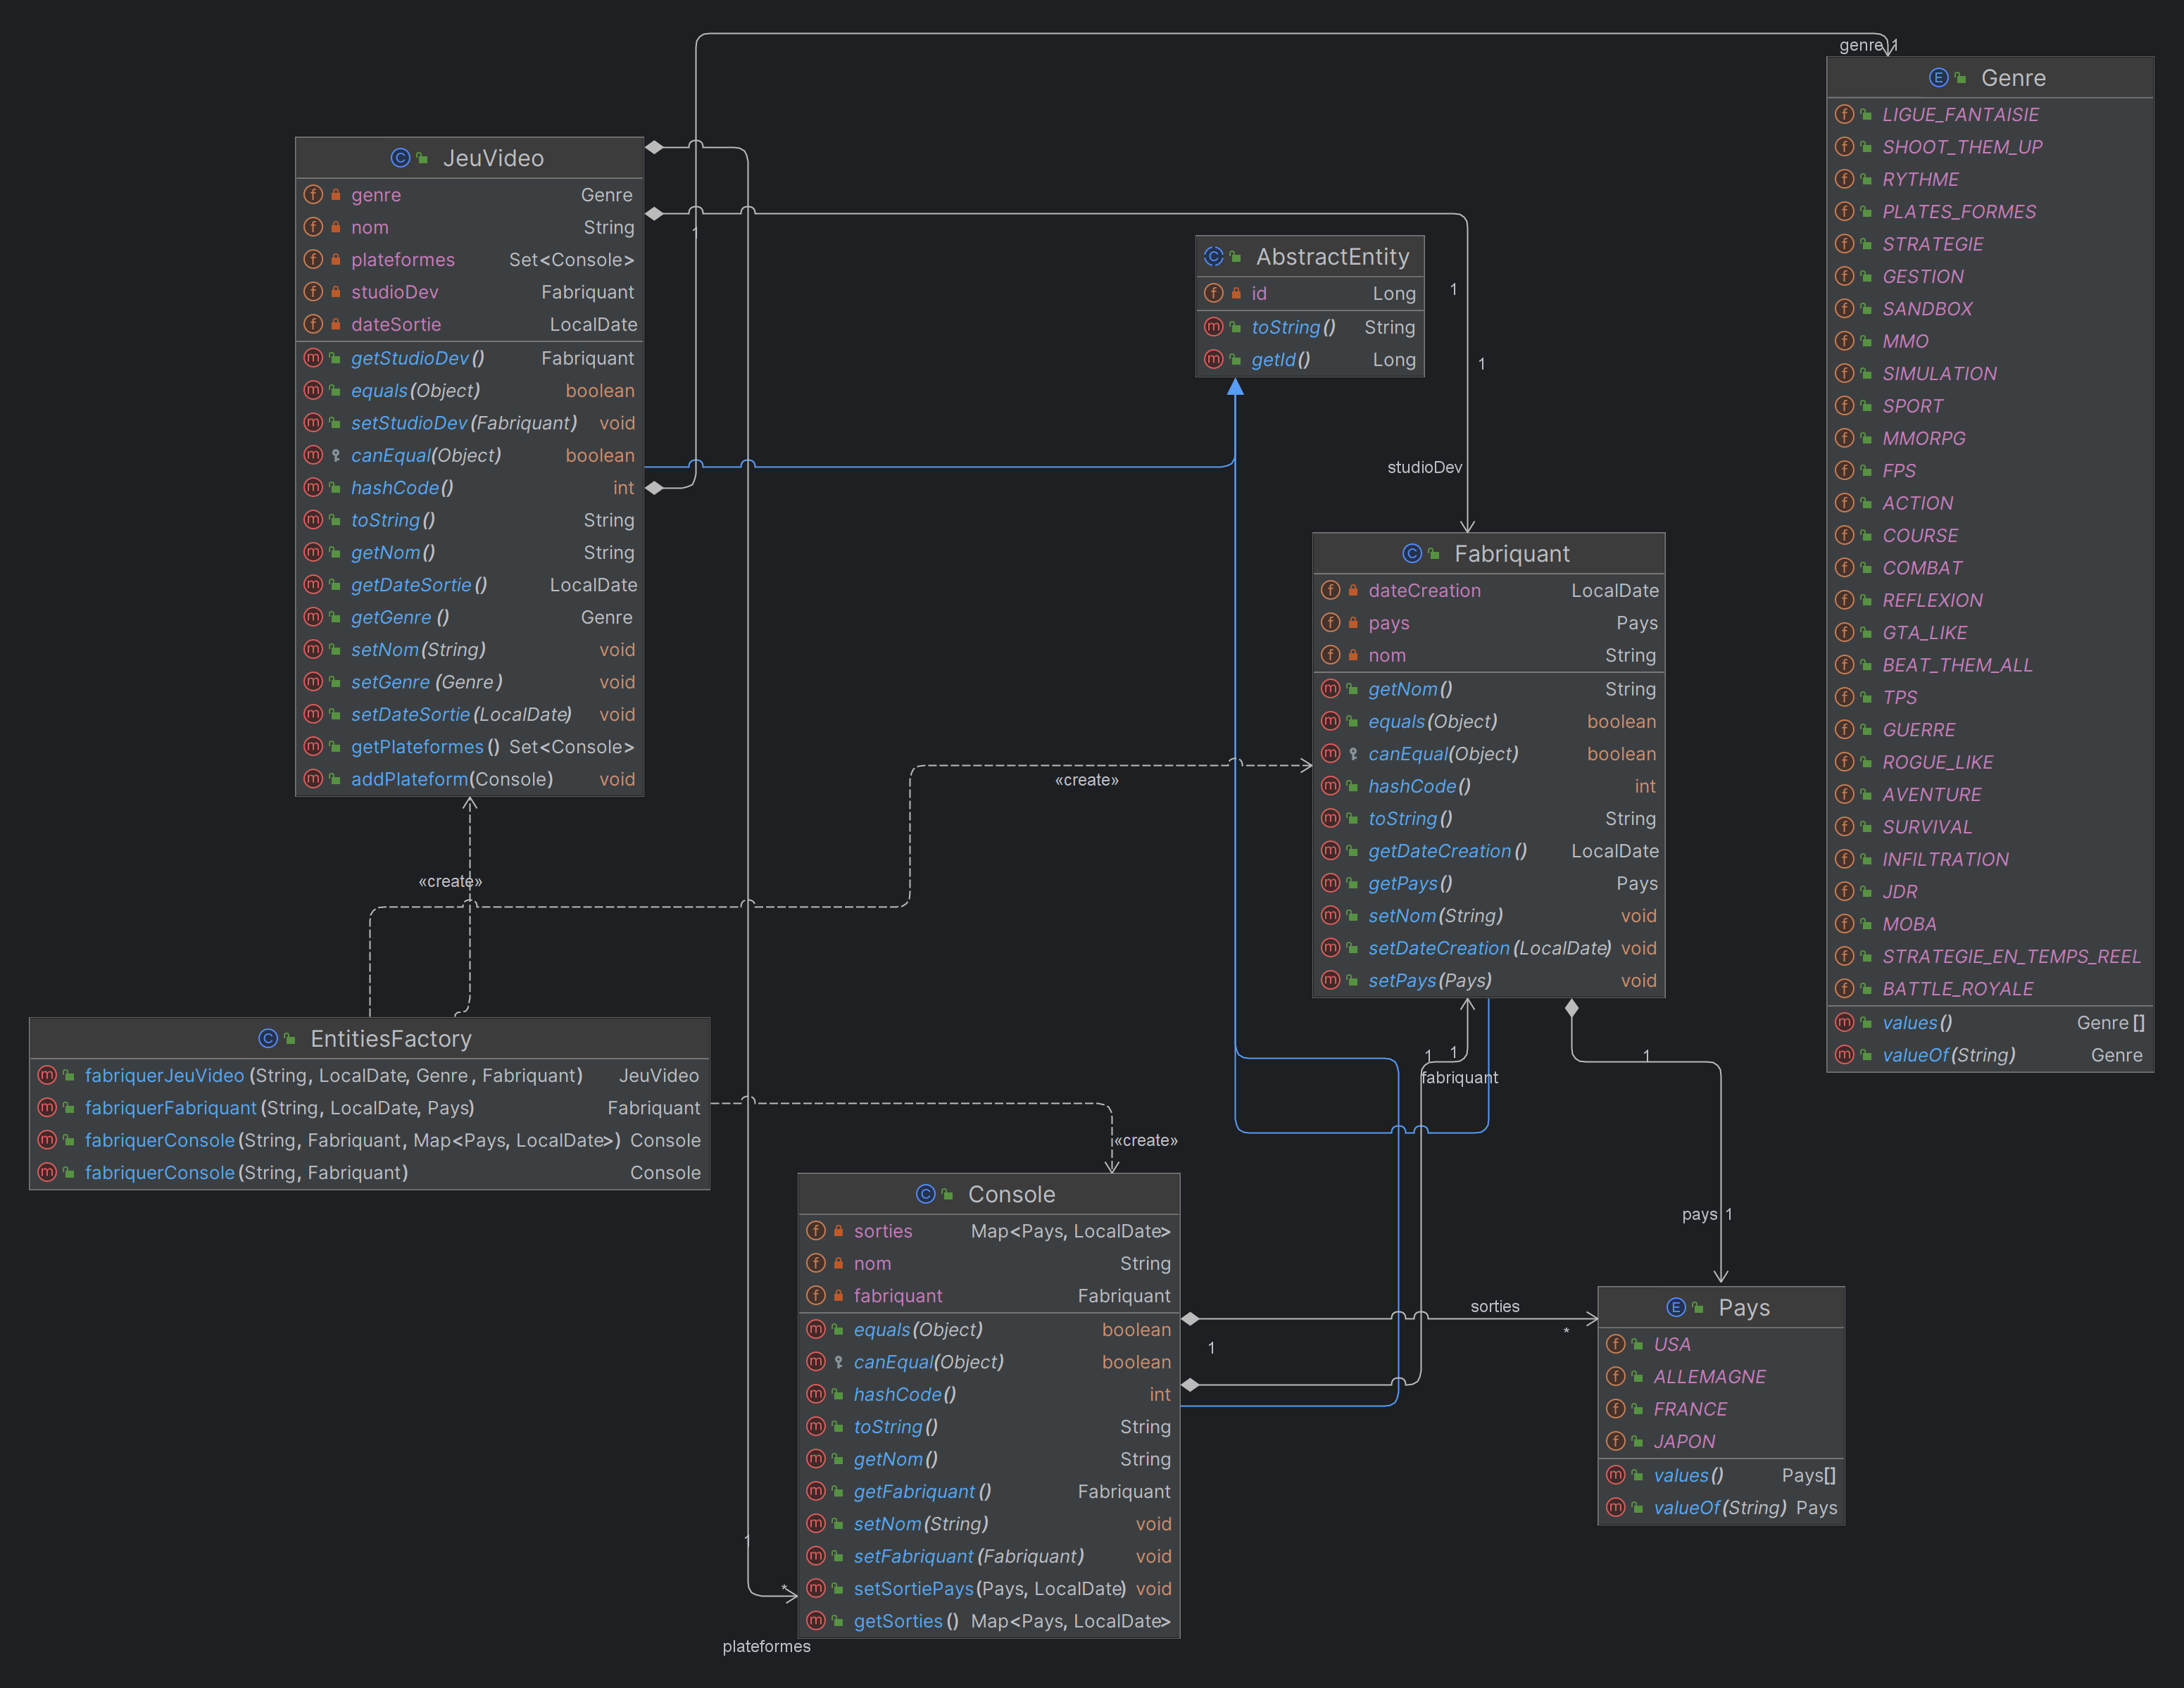 genre 1
Genre
LIGUE_FANTAISIE
SHOOT_THEM_UP
RYTHME
PLATES_FORMES
STRATEGIE
GESTION
SANDBOX
MMO
SIMULATION
SPORT
MMORPG
FPS
ACTION
COURSE
COMBAT
REFLEXION
GTA_LIKE
BEAT_THEM_ALL
TPS
GUERRE
ROGUE_LIKE
AVENTURE
SURVIVAL
INFILTRATION
JDR
MOBA
STRATEGIE_EN_TEMPS_REEL
BATTLE_ROYALE
values() Genre[]
valueOf(String) Genre
JeuVideo
genre Genre
nom String
plateformes Set<Console>
studioDev Fabriquant
dateSortie LocalDate
getStudioDev() Fabriquant
equals(Object) boolean
setStudioDev(Fabriquant) void
canEqual(Object) boolean
hashCode() int
toString() String
getNom() String
getDateSortie() LocalDate
getGenre() Genre
setNom(String) void
setGenre(Genre) void
setDateSortie(LocalDate) void
getPlateformes() Set<Console>
addPlateform(Console) void
1
AbstractEntity
id Long
toString() String
getId() Long
1
1
studioDev
Fabriquant
dateCreation LocalDate
pays Pays
nom String
getNom() String
equals(Object) boolean
canEqual(Object) boolean
hashCode() int
toString() String
getDateCreation() LocalDate
getPays() Pays
setNom(String) void
setDateCreation(LocalDate) void
setPays(Pays) void
«create»
«create»
EntitiesFactory
fabriquerJeuVideo(String, LocalDate, Genre, Fabriquant) JeuVideo
fabriquerFabriquant(String, LocalDate, Pays) Fabriquant
fabriquerConsole(String, Fabriquant, Map<Pays, LocalDate>) Console
fabriquerConsole(String, Fabriquant) Console
1 1
fabriquant
1
«create»
pays 1
Console
sorties Map<Pays, LocalDate>
nom String
fabriquant Fabriquant
equals(Object) boolean
canEqual(Object) boolean
hashCode() int
toString() String
getNom() String
getFabriquant() Fabriquant
setNom(String) void
setFabriquant(Fabriquant) void
setSortiePays(Pays, LocalDate) void
getSorties() Map<Pays, LocalDate>
sorties
*
1
Pays
USA
ALLEMAGNE
FRANCE
JAPON
values() Pays[]
valueOf(String) Pays
1
*
plateformes